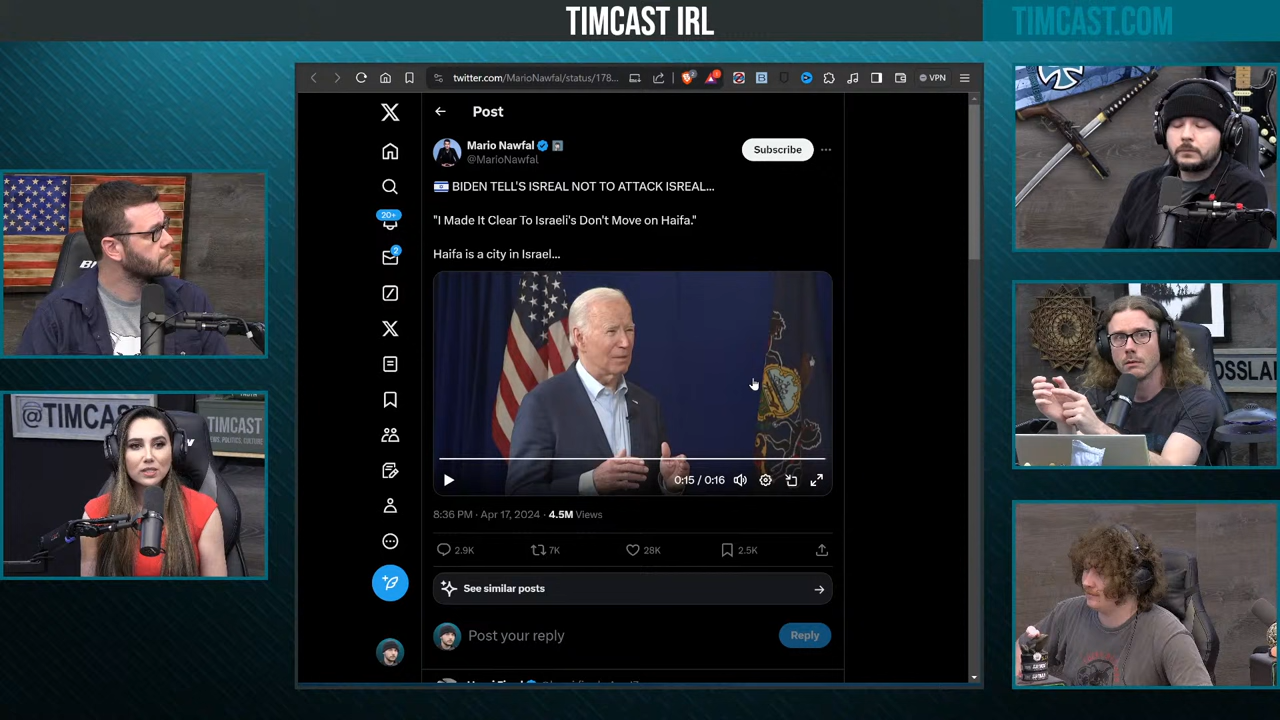 TIMCAST IRL
TIMCAST.COM
twitter.com/MarioNawfal/status/178...
VPN
Post
Mario Nawfal
@MarioNawfal
Subscribe
BIDEN TELL'S ISREAL NOT TO ATTACK ISREAL...
"I Made It Clear To Israeli's Don't Move on Haifa."
Haifa is a city in Israel...
20+
2
0:15 / 0:16
8:36 PM · Apr 17, 2024 · 4.5M Views
2.9K 7K 28K 2.5K
See similar posts
Post your reply
Reply
@TIMCAST
TIMCAST